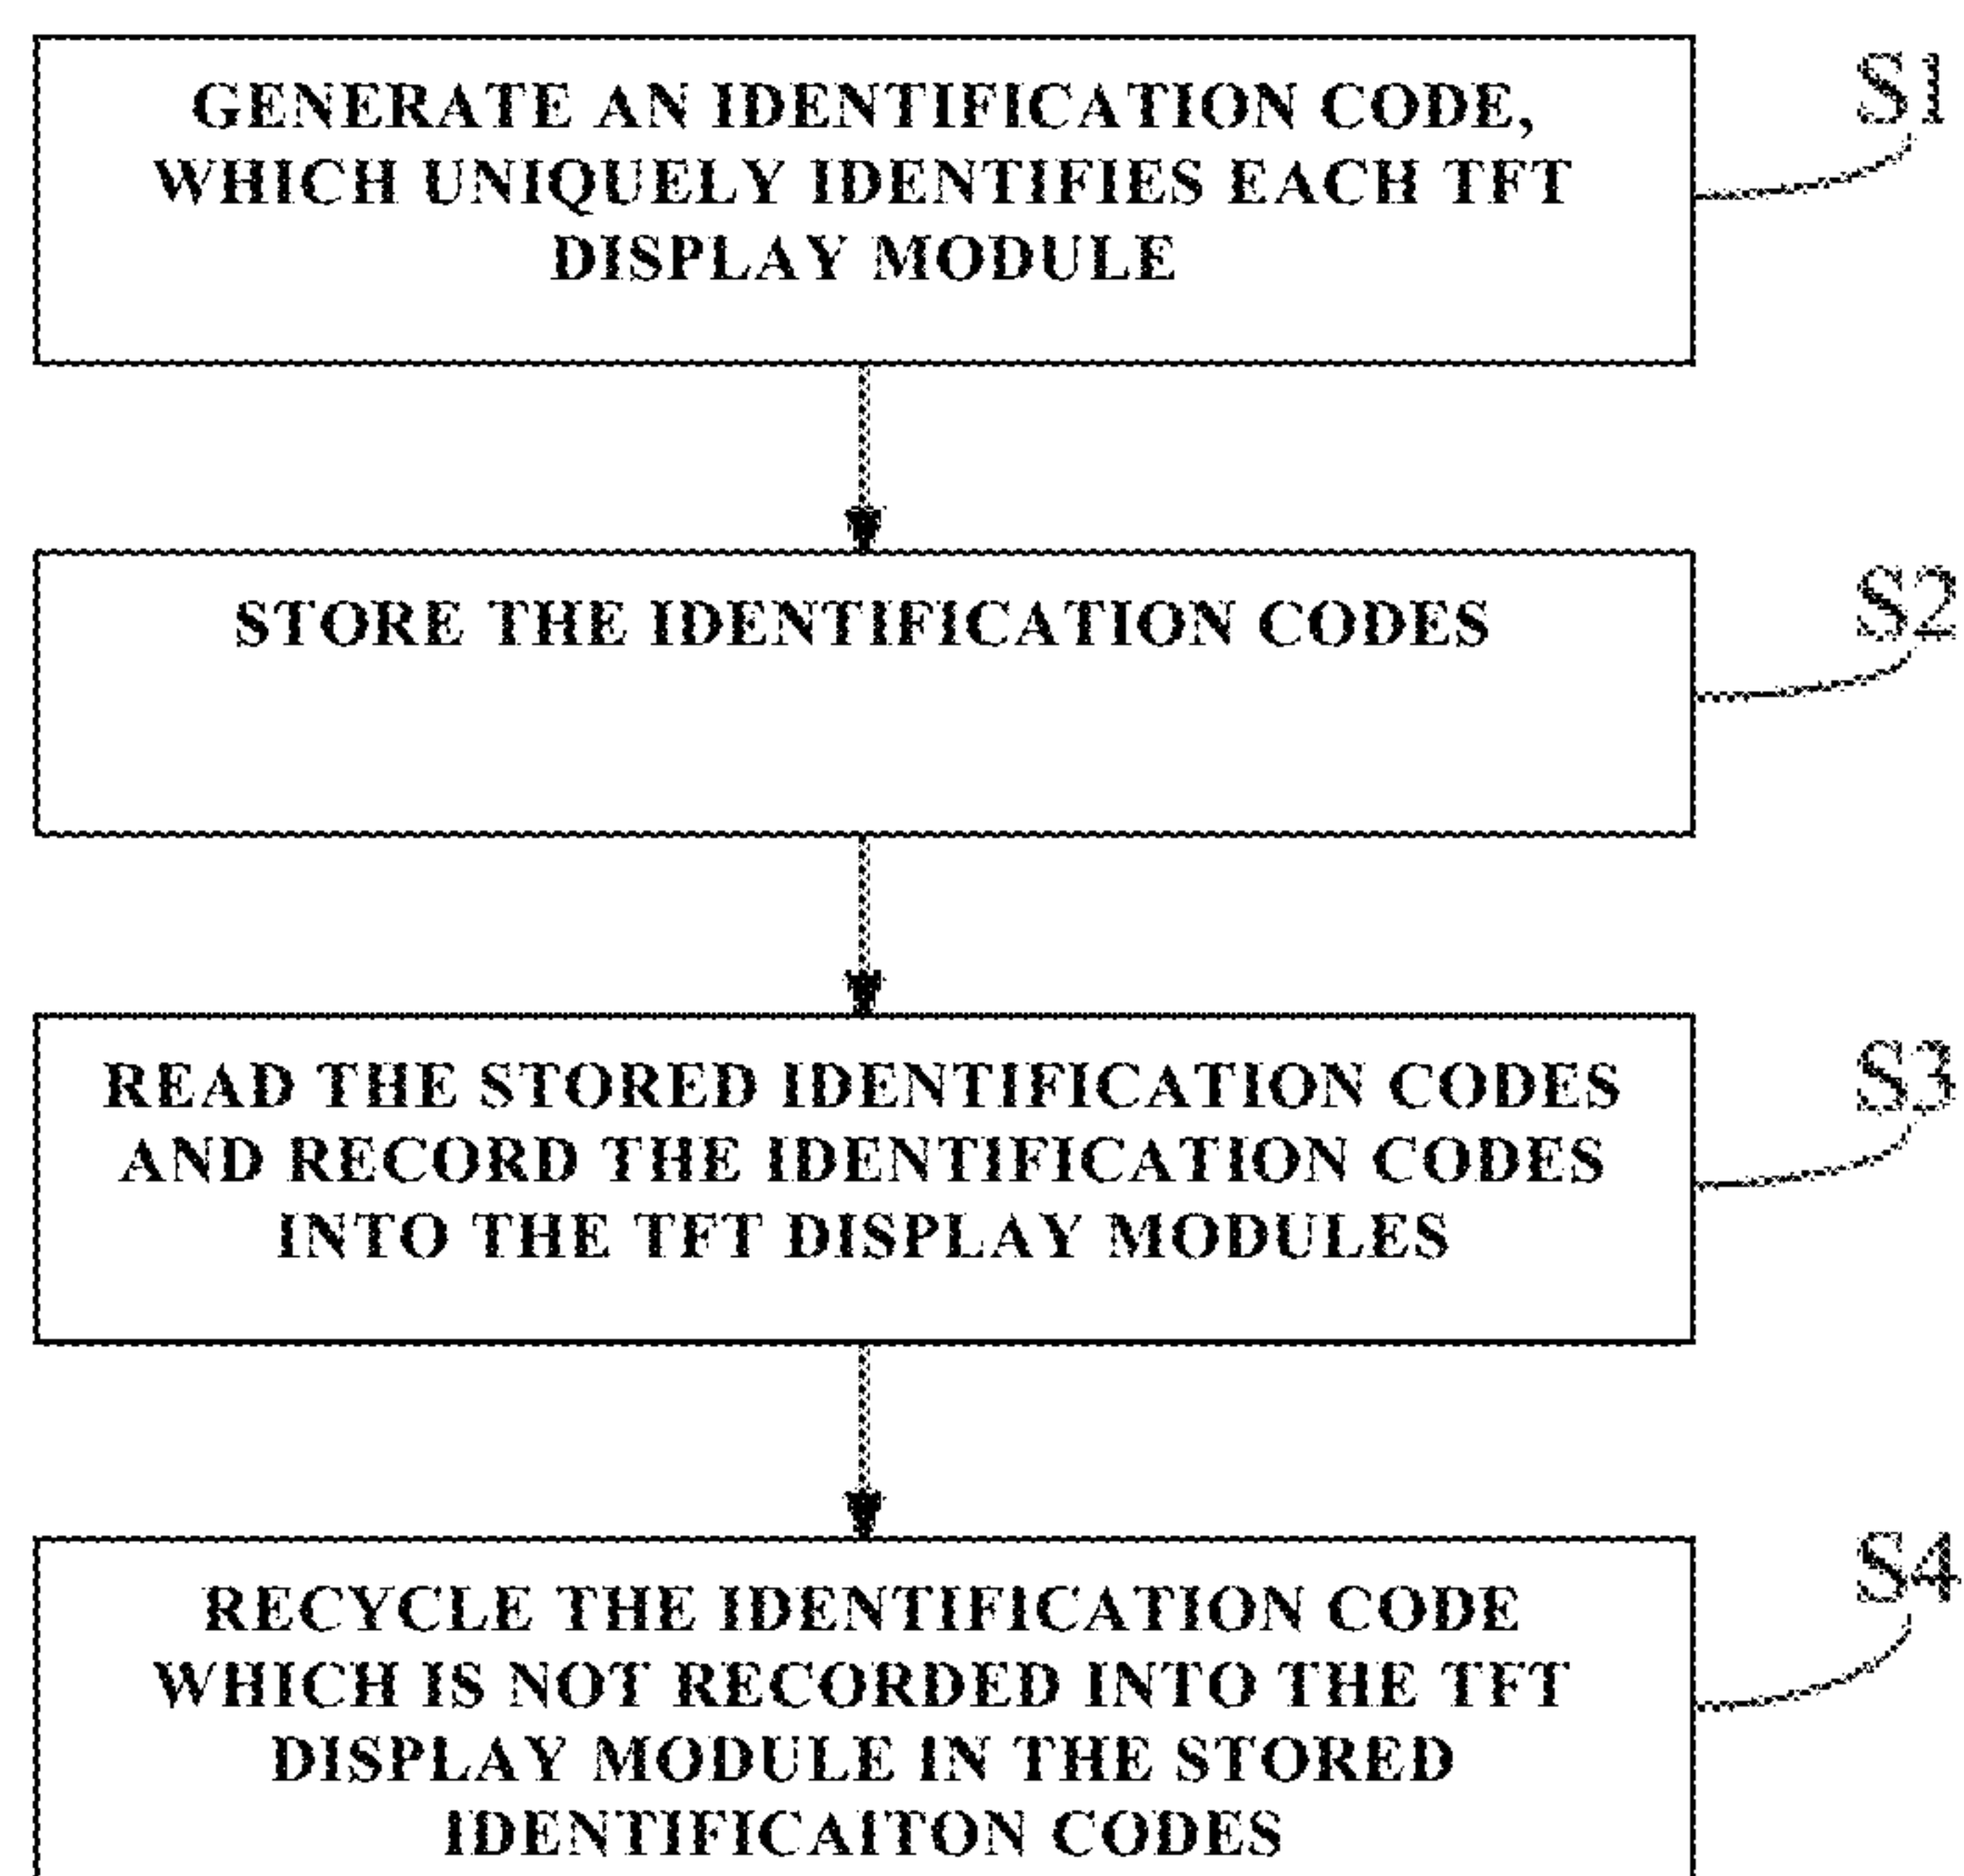 GENERATE AN IDENTIFICATION CODE,
WHICH UNIQUELY IDENTIFIES EACH TFT
DISPLAY MODULE
S1
STORE THE IDENTIFICATION CODES
S2
READ THE STORED IDENTIFICATION CODES
AND RECORD THE IDENTIFICATION CODES
INTO THE TFT DISPLAY MODULES
S3
RECYCLE THE IDENTIFICATION CODE
WHICH IS NOT RECORDED INTO THE TFT
DISPLAY MODULE IN THE STORED
IDENTIFICAITON CODES
S4